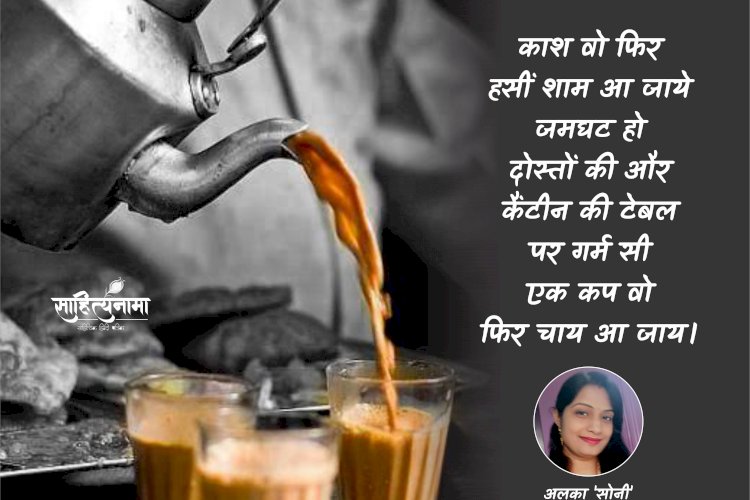 काश वो फिर
हसीं शाम आ जाये
जमघट हो
दोस्तों की और
कैंटीन की टेबल
पर गर्म सी
एक कप वो
फिर चाय आ जाय।
साहित्यनामा
अलका 'सोनी'